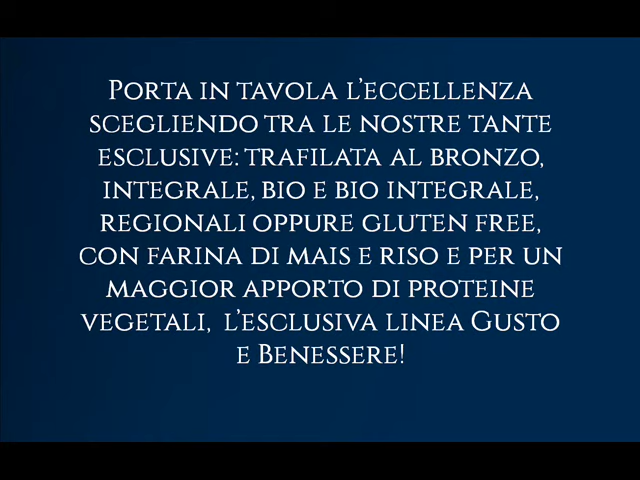 Porta in tavola l'eccellenza
scegliendo tra le nostre tante
esclusive: trafilata al bronzo,
integrale, bio e bio integrale,
regionali oppure gluten free,
con farina di mais e riso e per un
maggior apporto di proteine
vegetali, l'esclusiva linea Gusto
e Benessere!